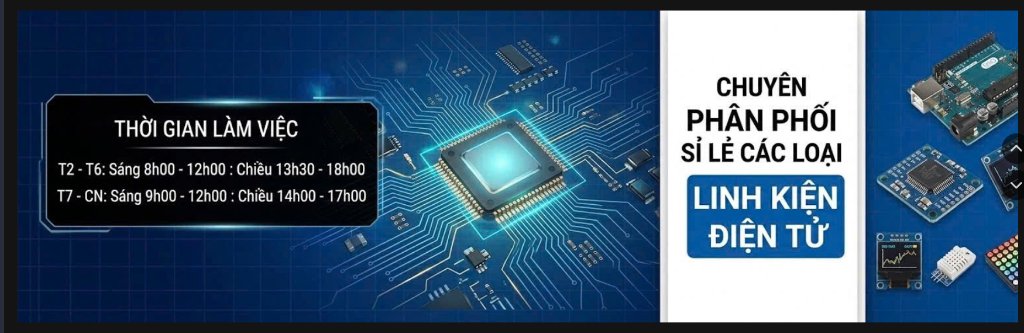 THỜI GIAN LÀM VIỆC
T2 - T6: Sáng 8h00 - 12h00 : Chiều 13h30 - 18h00
T7 - CN: Sáng 9h00 - 12h00 : Chiều 14h00 - 17h00
CHUYÊN
PHÂN PHỐI
SỈ LẺ CÁC LOẠI
LINH KIỆN
ĐIỆN TỬ